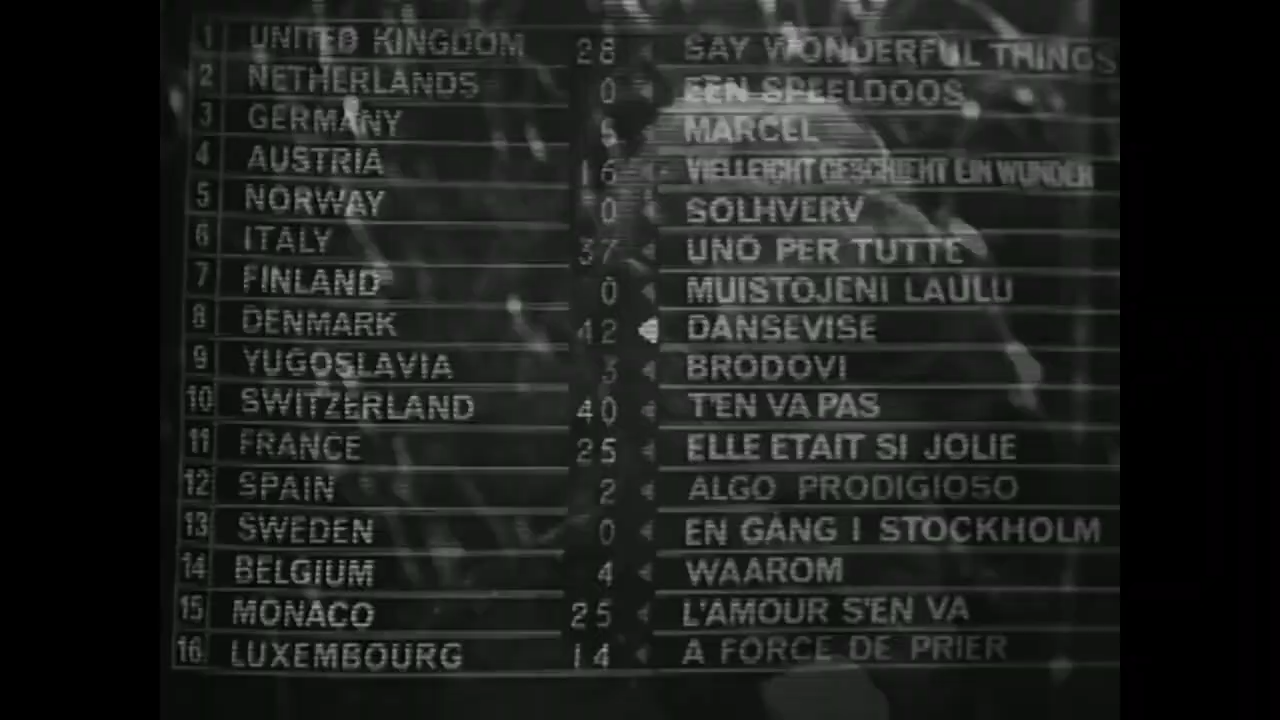 1 UNITED KINGDOM 28 SAY WONDERFUL THINGS
2 NETHERLANDS 0 EEN SPEELDOOS
3 GERMANY 5 MARCEL
4 AUSTRIA 16 VIELLEICHT GESCHIEHT EIN WUNDER
5 NORWAY 0 SOLHVERV
6 ITALY 37 UNO PER TUTTE
7 FINLAND 0 MUISTOJENI LAULU
8 DENMARK 42 DANSEVISE
9 YUGOSLAVIA 3 BRODOVI
10 SWITZERLAND 40 T'EN VA PAS
11 FRANCE 25 ELLE ETAIT SI JOLIE
12 SPAIN 2 ALGO PRODIGIOSO
13 SWEDEN 0 EN GÅNG I STOCKHOLM
14 BELGIUM 4 WAAROM
15 MONACO 25 L'AMOUR S'EN VA
16 LUXEMBOURG 14 A FORCE DE PRIER